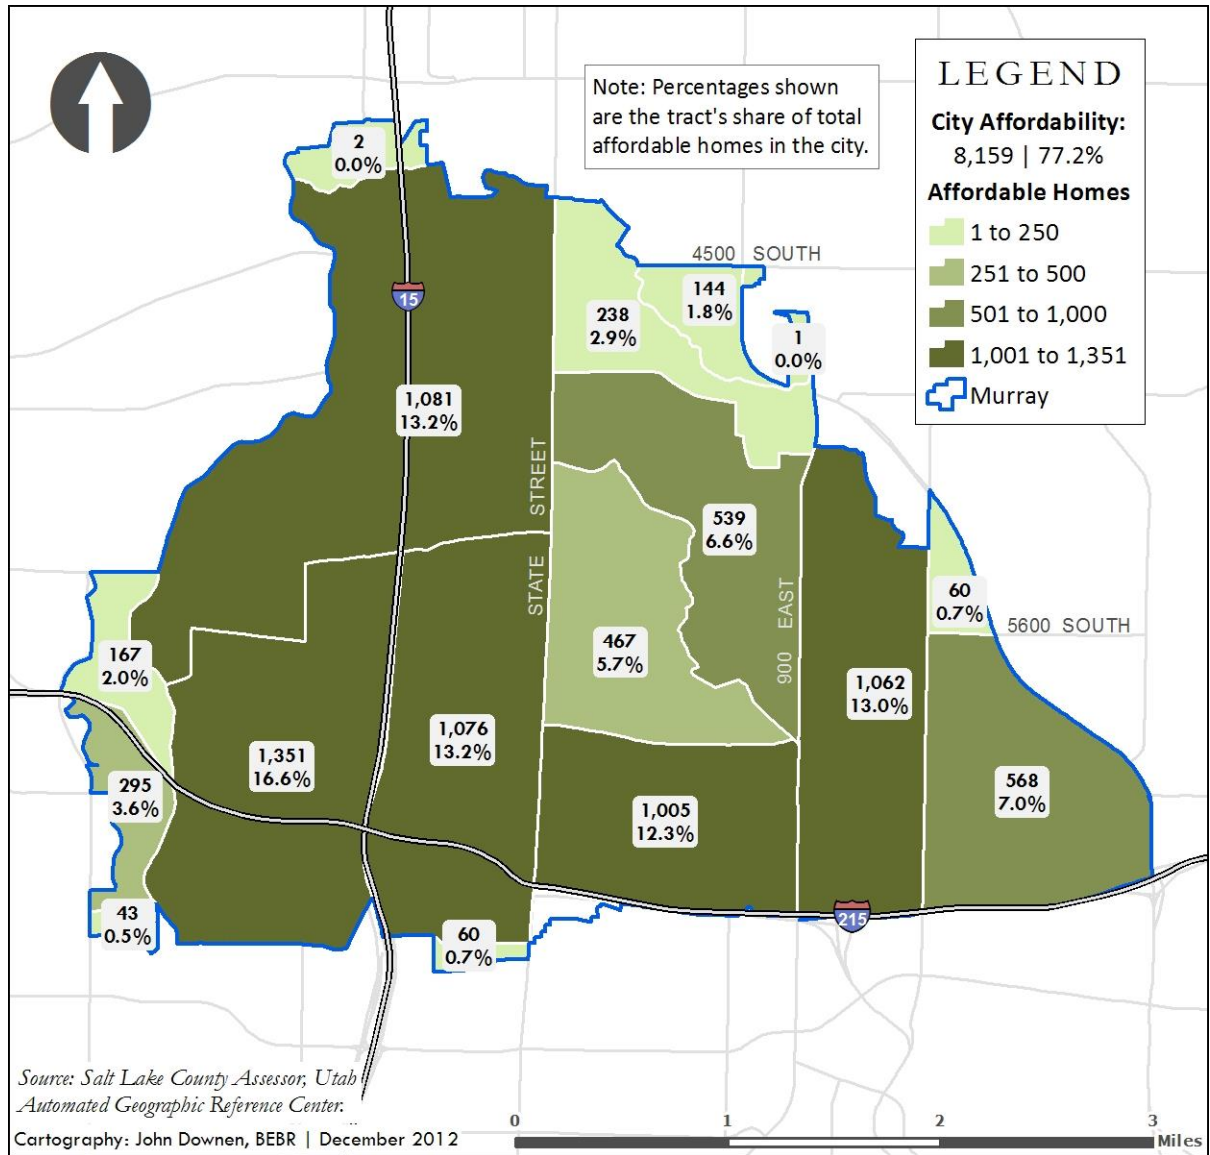 Note: Percentages shown
are the tract's share of total
affordable homes in the city.
LEGEND
City Affordability:
8,159 | 77.2%
Affordable Homes
1 to 250
251 to 500
501 to 1,000
1,001 to 1,351
Murray
2
0.0%
4500 SOUTH
15
144
1.8%
238
2.9%
1
0.0%
1,081
13.2%
STATE STREET
539
6.6%
900 EAST
60
0.7%
5600 SOUTH
467
5.7%
167
2.0%
1,062
13.0%
1,076
13.2%
1,351
16.6%
295
3.6%
568
7.0%
1,005
12.3%
43
0.5%
215
60
0.7%
Source: Salt Lake County Assessor, Utah
Automated Geographic Reference Center.
Cartography: John Downen, BEBR | December 2012
0 1 2 3
Miles